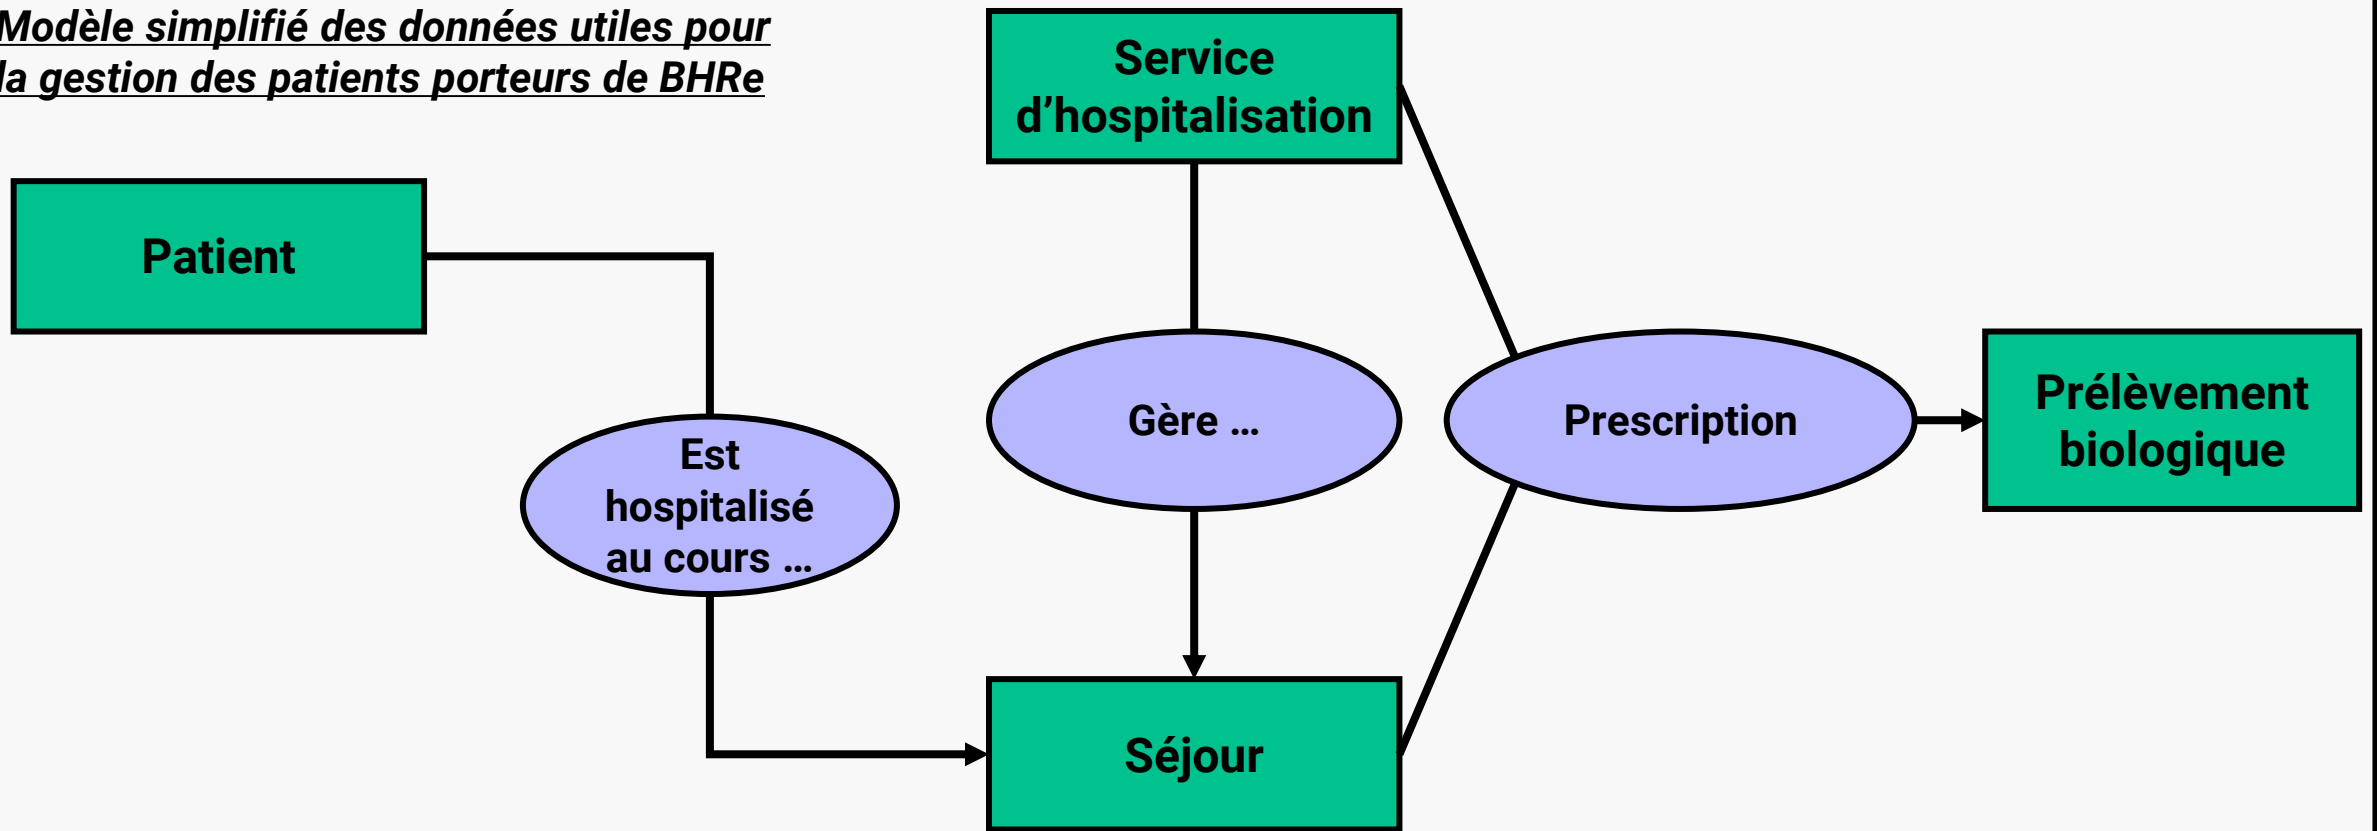 Modèle simplifié des données utiles pour
la gestion des patients porteurs de BHRe
Service
d’hospitalisation
Patient
Gère ...
Prescription
Prélèvement
biologique
Est
hospitalisé
au cours ...
Séjour